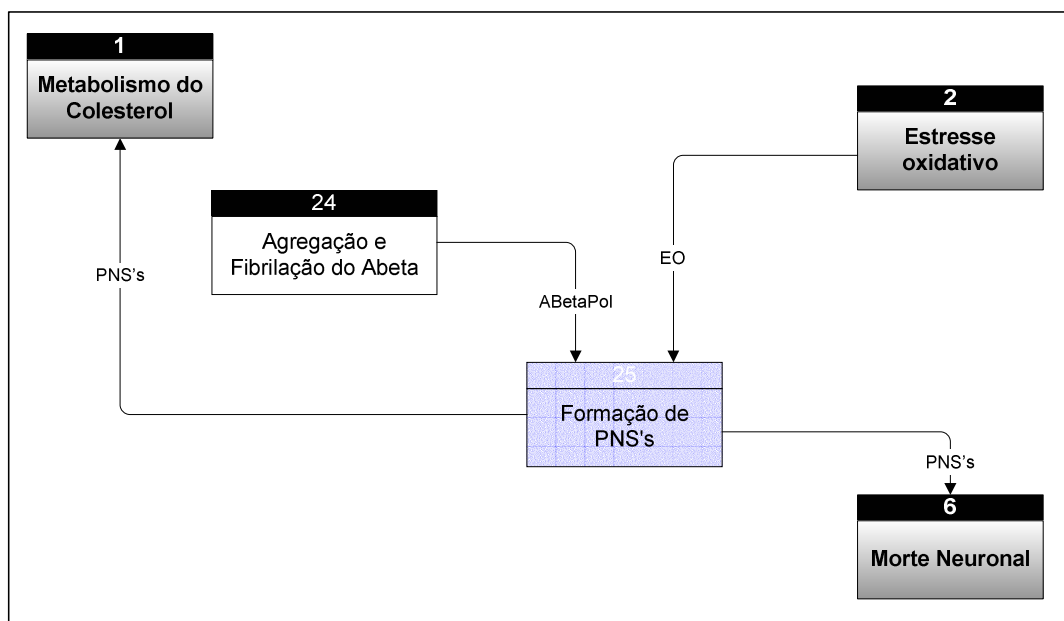 1
Metabolismo do
Colesterol
2
Estresse
oxidativo
24
Agregação e
Fibrilação do Abeta
PNS's
EO
ABetaPol
25
Formação de
PNS's
PNS's
6
Morte Neuronal